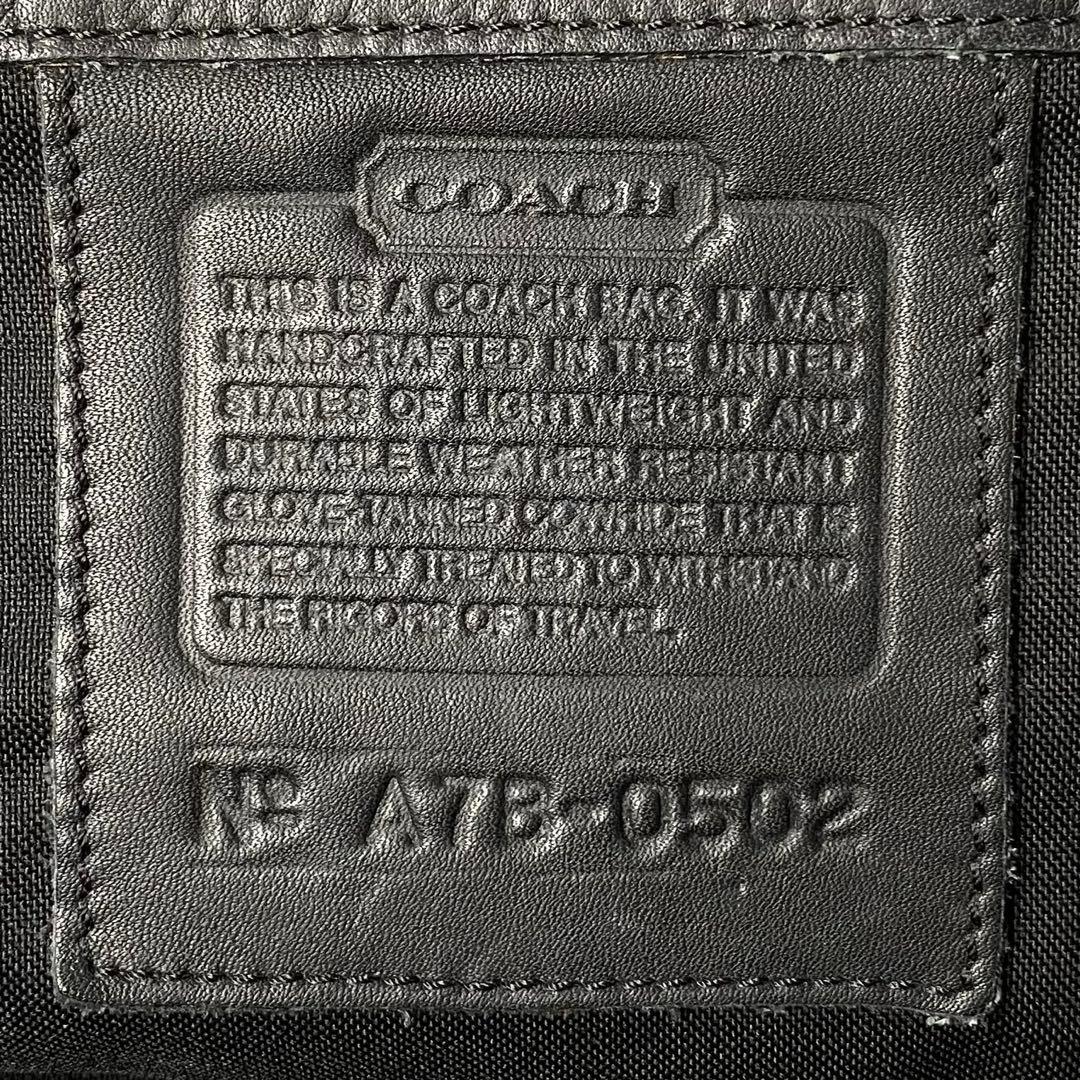 COACH
THIS IS A COACH BAG. IT WAS
HANDCRAFTED IN THE UNITED
STATES OF LIGHTWEIGHT AND
DURABLE WEATHER RESISTANT
GLOVE-TANNED COWHIDE THAT IS
SPECIALLY TREATED TO WITHSTAND
THE RIGORS OF TRAVEL.
Nº A7B-0502